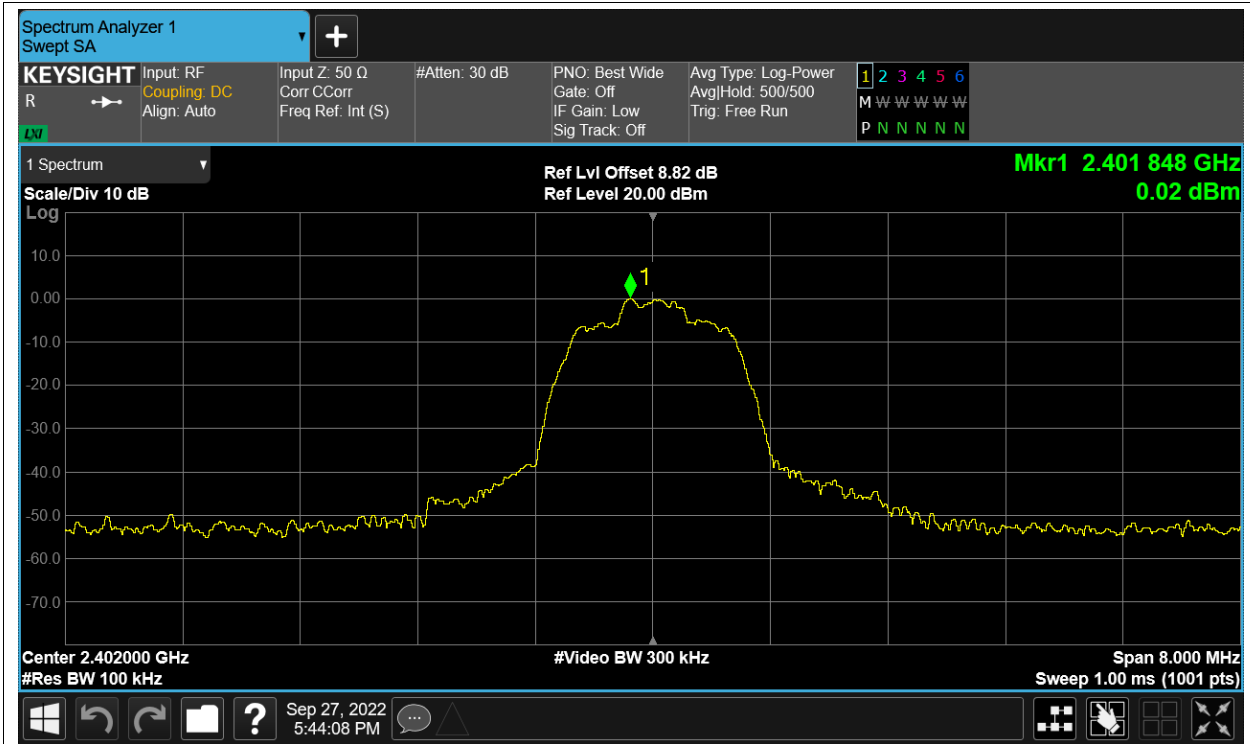 Spectrum Analyzer 1
Swept SA
KEYSIGHT
R
LXI
Input: RF
Coupling: DC
Align: Auto
Input Z: 50 Ω
Corr CCorr
Freq Ref: Int (S)
#Atten: 30 dB
PNO: Best Wide
Gate: Off
IF Gain: Low
Sig Track: Off
Avg Type: Log-Power
Avg|Hold: 500/500
Trig: Free Run
1 2 3 4 5 6
M W W W W W
P N N N N N
1 Spectrum
Scale/Div 10 dB
Log
Ref Lvl Offset 8.82 dB
Ref Level 20.00 dBm
Mkr1 2.401 848 GHz
0.02 dBm
1
10.0
0.00
-10.0
-20.0
-30.0
-40.0
-50.0
-60.0
-70.0
Center 2.402000 GHz
#Res BW 100 kHz
#Video BW 300 kHz
Span 8.000 MHz
Sweep 1.00 ms (1001 pts)
?
Sep 27, 2022
5:44:08 PM